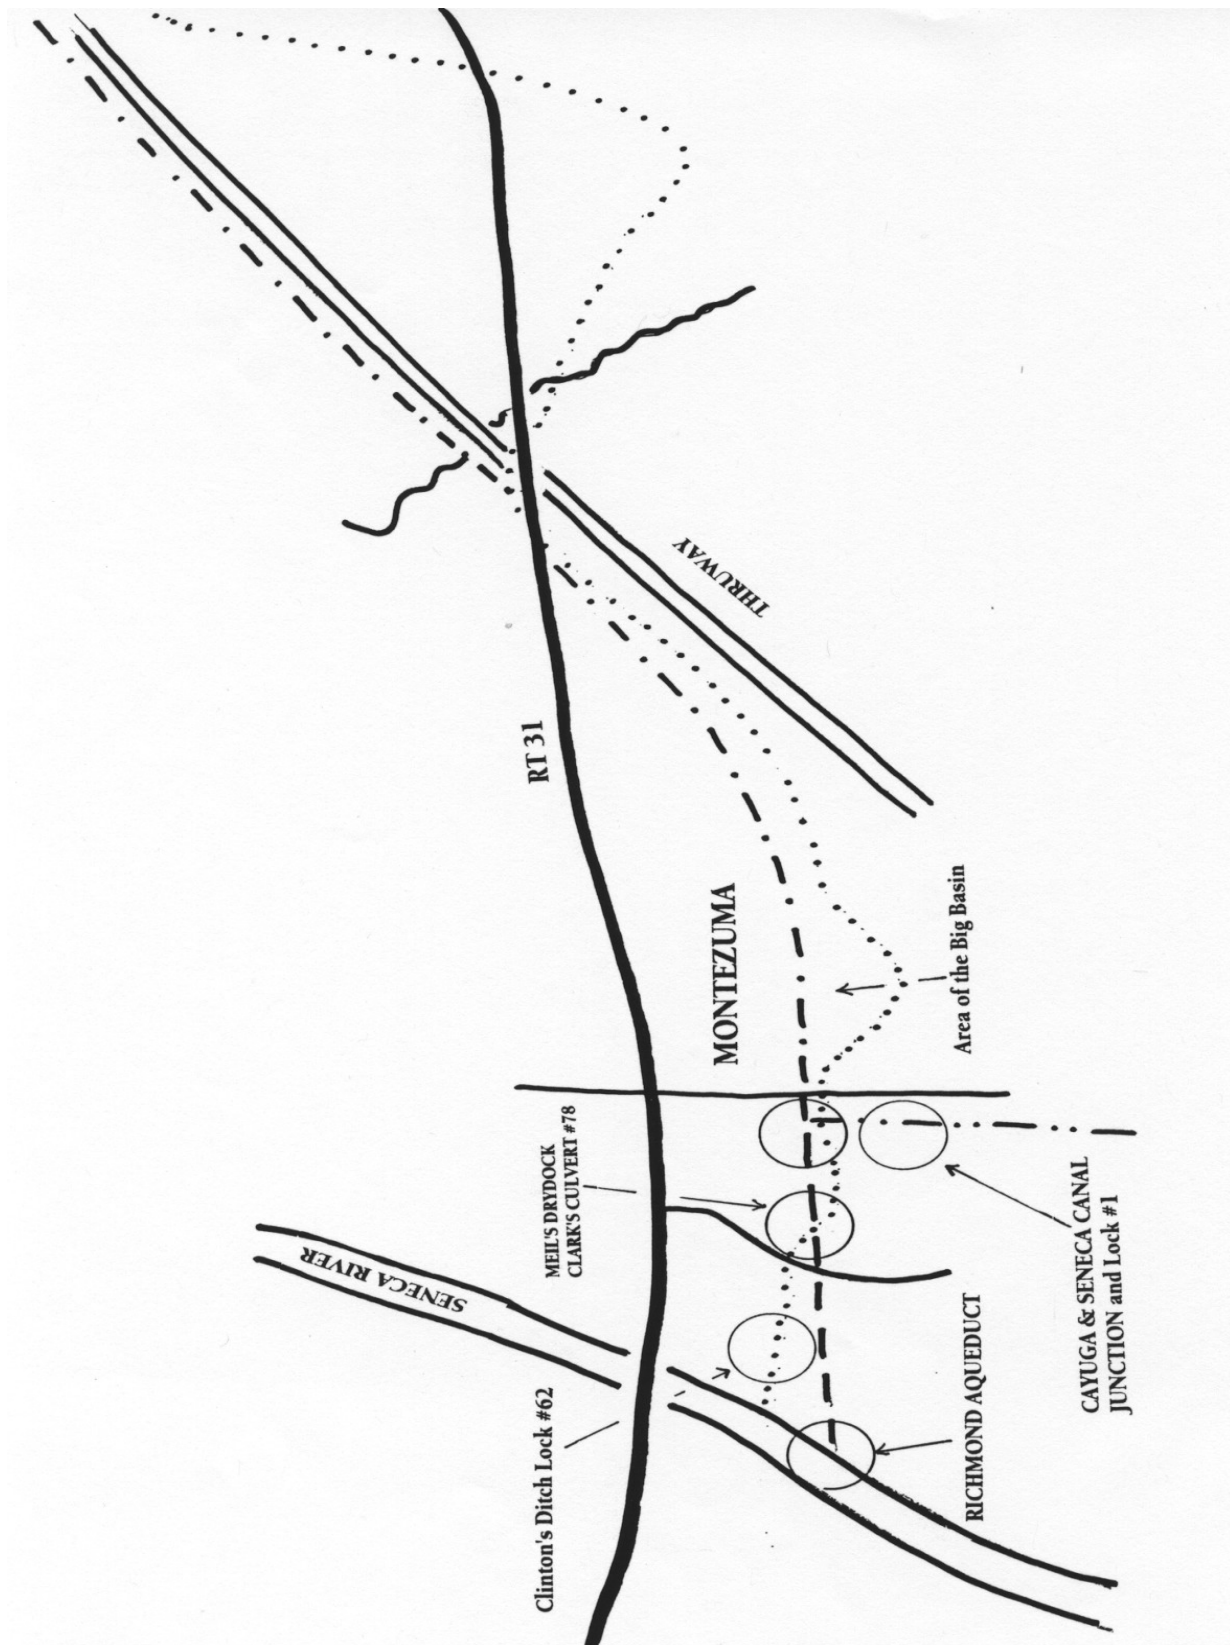 THRUWAY
RT 31
MONTEZUMA
Area of the Big Basin
MEIL'S DRYDOCK
CLARK'S CULVERT #78
SENECA RIVER
Clinton's Ditch Lock #62
RICHMOND AQUEDUCT
CAYUGA & SENECA CANAL
JUNCTION and Lock #1